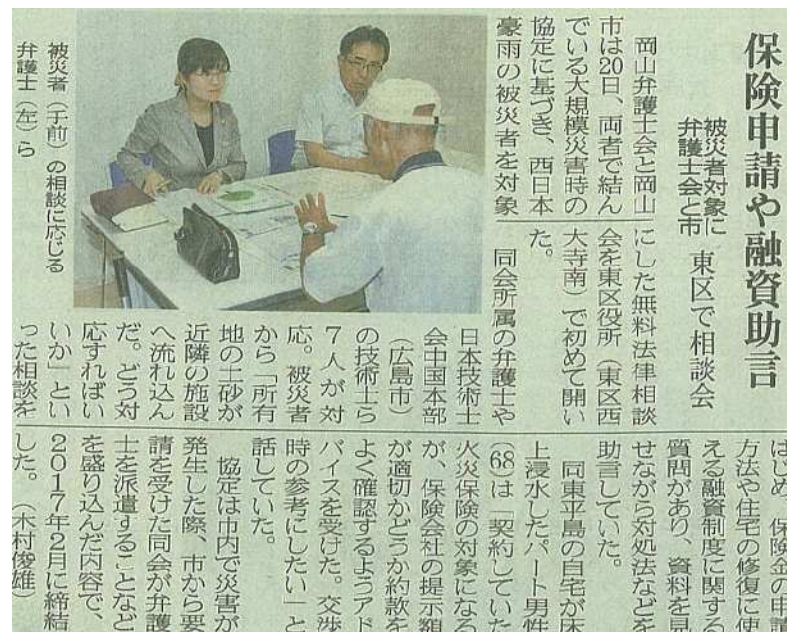 保険申請や融資助言
被災者対象に
弁護士会と市
東区で相談会
岡山弁護士会と岡山
市は20日、両者で結ん
でいる大規模災害時の
協定に基づき、西日本
豪雨の被災者を対象
にした無料法律相談
会を東区役所（東区西
大寺南）で初めて開い
た。
同会所属の弁護士や
日本技術士
会中国本部
（広島市）
の技術士ら
７人が対
応。被災者
から「所有
地の土砂が
近隣の施設
へ流れ込ん
だ。どう対
応すればい
いか」とい
った相談を
はじめ、保険金の申請
方法や住宅の修復に使
える融資制度に関する
質問があり、資料を見
せながら対処法などを
助言していた。
同東平島の自宅が床
上浸水したパート男性
（68）は「契約していた
火災保険の対象になる
が、保険会社の提示額
が適切かどうか約款を
よく確認するようアド
バイスを受けた。交渉
時の参考にしたい」と
話していた。
協定は市内で災害が
発生した際、市から要
請を受けた同会が弁護
士を派遣することなど
を盛り込んだ内容で、
２０１７年２月に締結
した。（木村俊雄）
被災者（手前）の相談に応じる
弁護士（左）ら